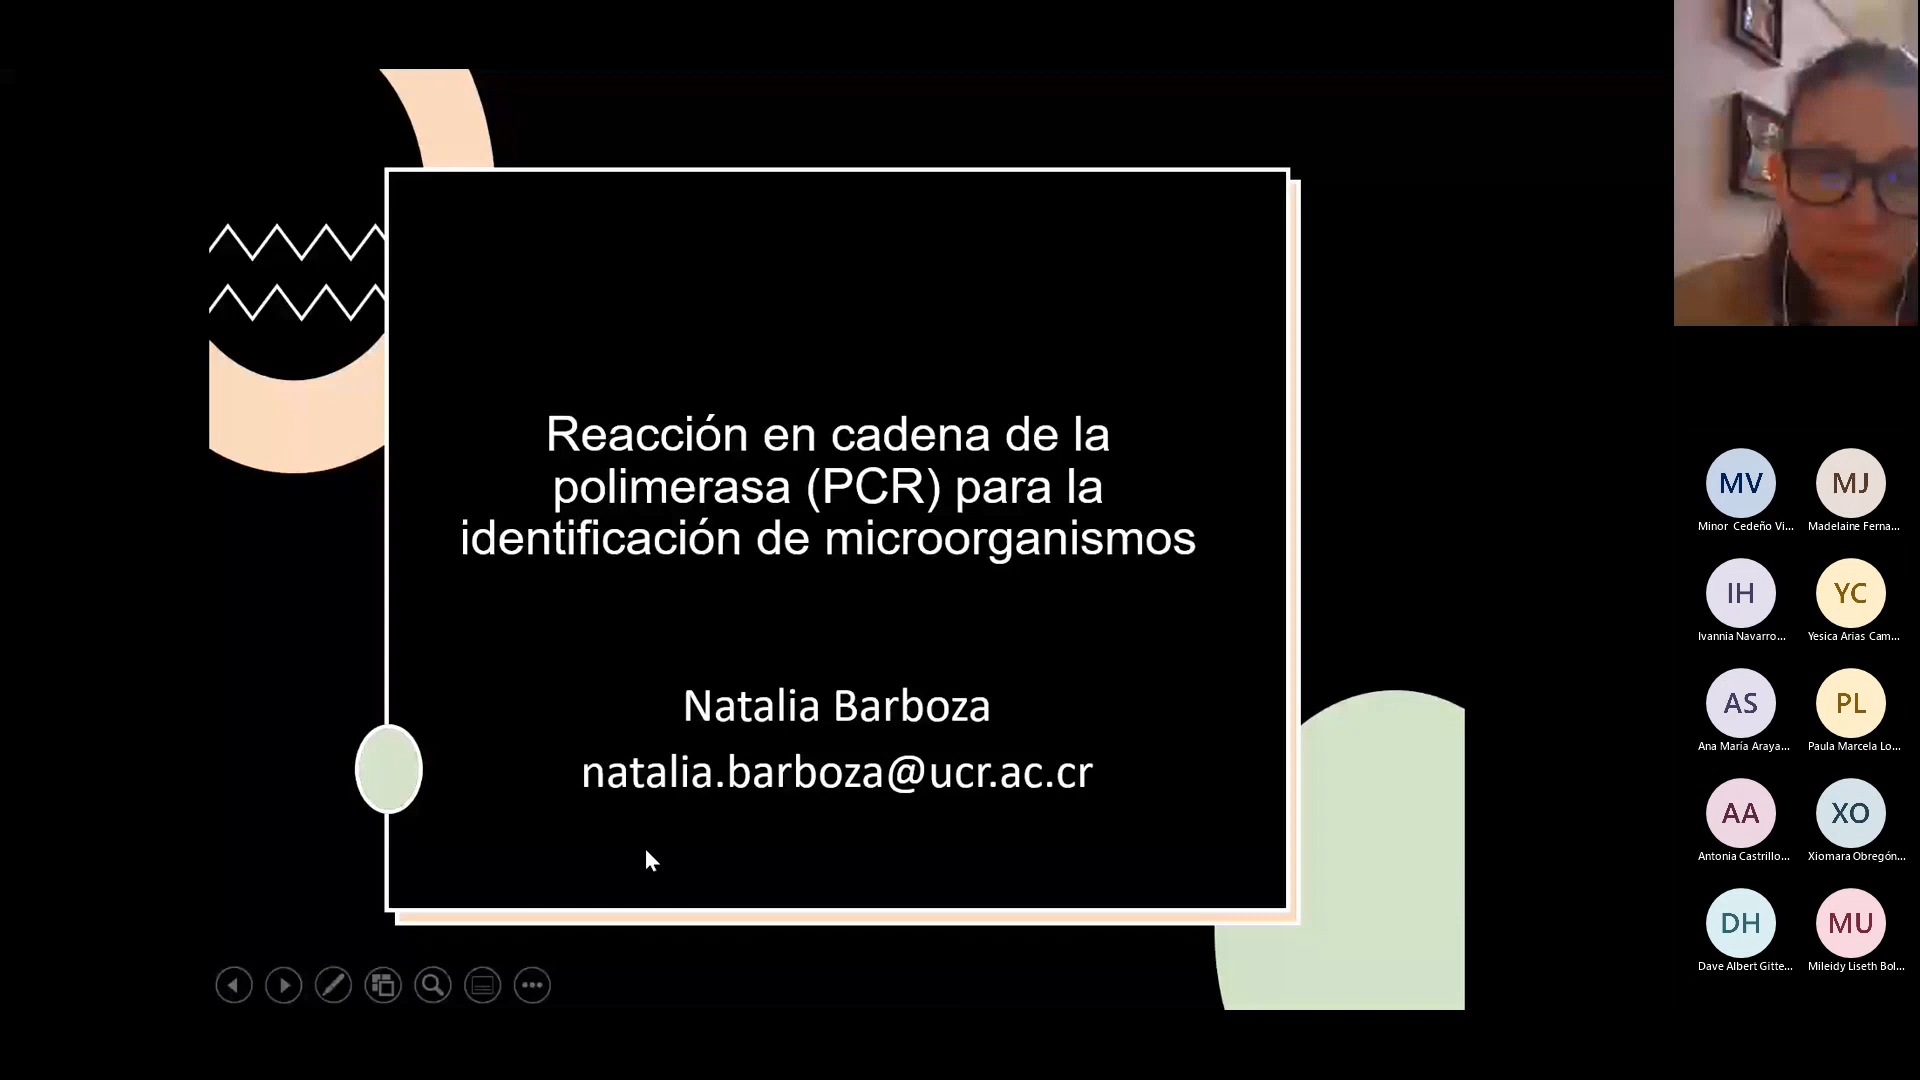 Reacción en cadena de la
polimerasa (PCR) para la
identificación de microorganismos
Natalia Barboza
natalia.barboza@ucr.ac.cr
MV
MJ
Minor Cedeño Vi...
Madelaine Ferna...
IH
YC
Ivannia Navarro...
Yesica Arias Cam...
AS
PL
Ana María Araya...
Paula Marcela Lo...
AA
XO
Antonia Castrillo...
Xiomara Obregón...
DH
MU
Dave Albert Gitte...
Mileidy Liseth Bol...